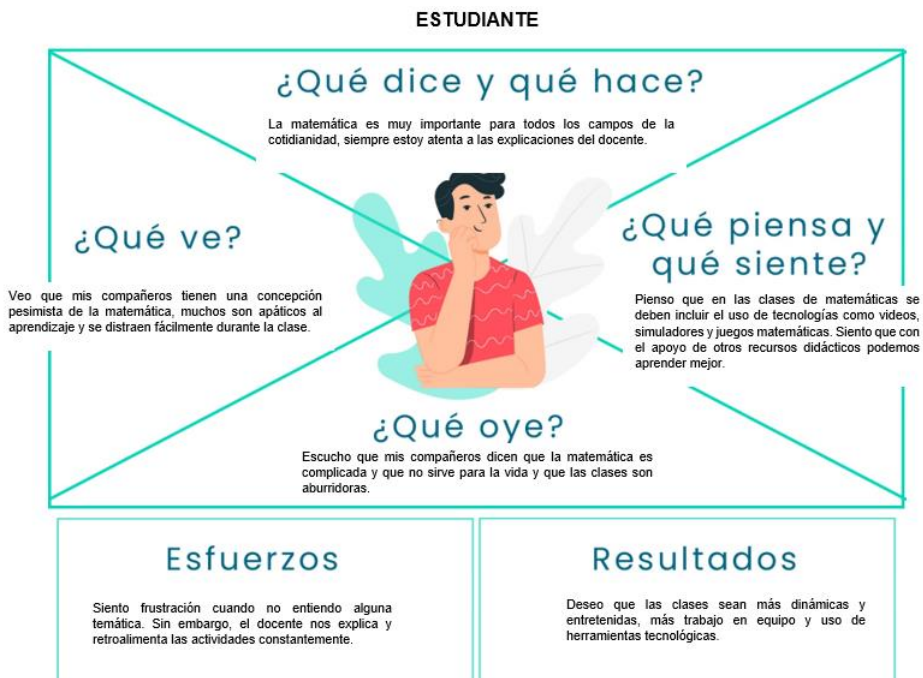 ESTUDIANTE
¿Qué dice y qué hace?
La matemática es muy importante para todos los campos de la
cotidianidad, siempre estoy atenta a las explicaciones del docente.
¿Qué ve?
Veo que mis compañeros tienen una concepción
pesimista de la matemática, muchos son apáticos al
aprendizaje y se distraen fácilmente durante la clase.
¿Qué piensa y
qué siente?
Pienso que en las clases de matemáticas se
deben incluir el uso de tecnologías como videos,
simuladores y juegos matemáticas. Siento que con
el apoyo de otros recursos didácticos podemos
aprender mejor.
¿Qué oye?
Escucho que mis compañeros dicen que la matemática es
complicada y que no sirve para la vida y que las clases son
aburridoras.
Esfuerzos
Siento frustración cuando no entiendo alguna
temática. Sin embargo, el docente nos explica y
retroalimenta las actividades constantemente.
Resultados
Deseo que las clases sean más dinámicas y
entretenidas, más trabajo en equipo y uso de
herramientas tecnológicas.